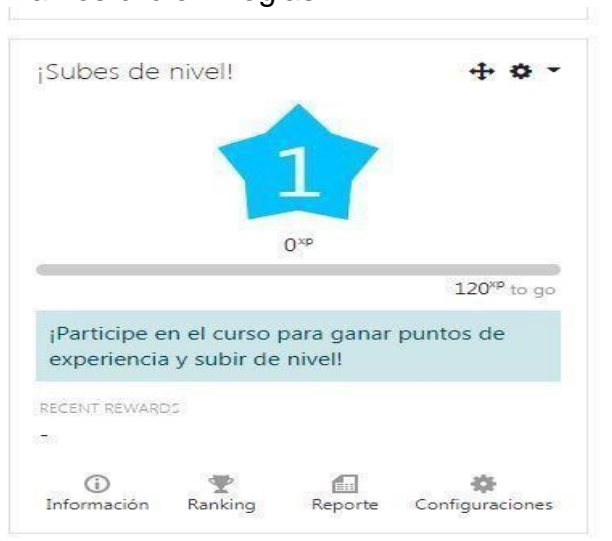 ¡Subes de nivel!
1
0xp
120xp to go
¡Participe en el curso para ganar puntos de
experiencia y subir de nivel!
RECENT REWARDS
-
Información Ranking Reporte Configuraciones